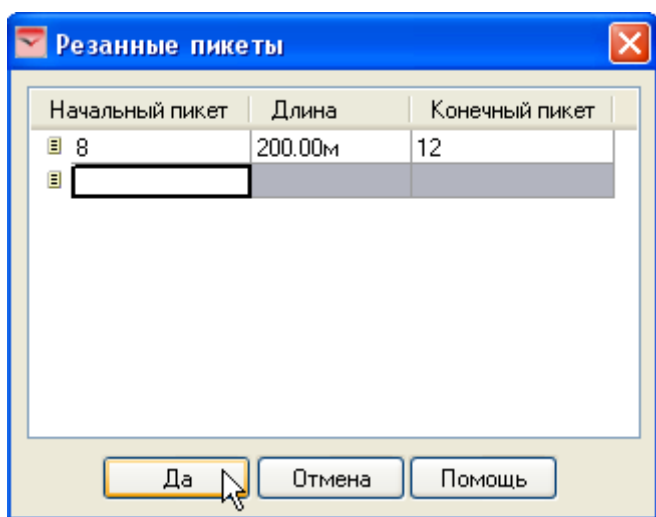 Резанные пикеты
Начальный пикет Длина Конечный пикет
8 200.00м 12
Да Отмена Помощь